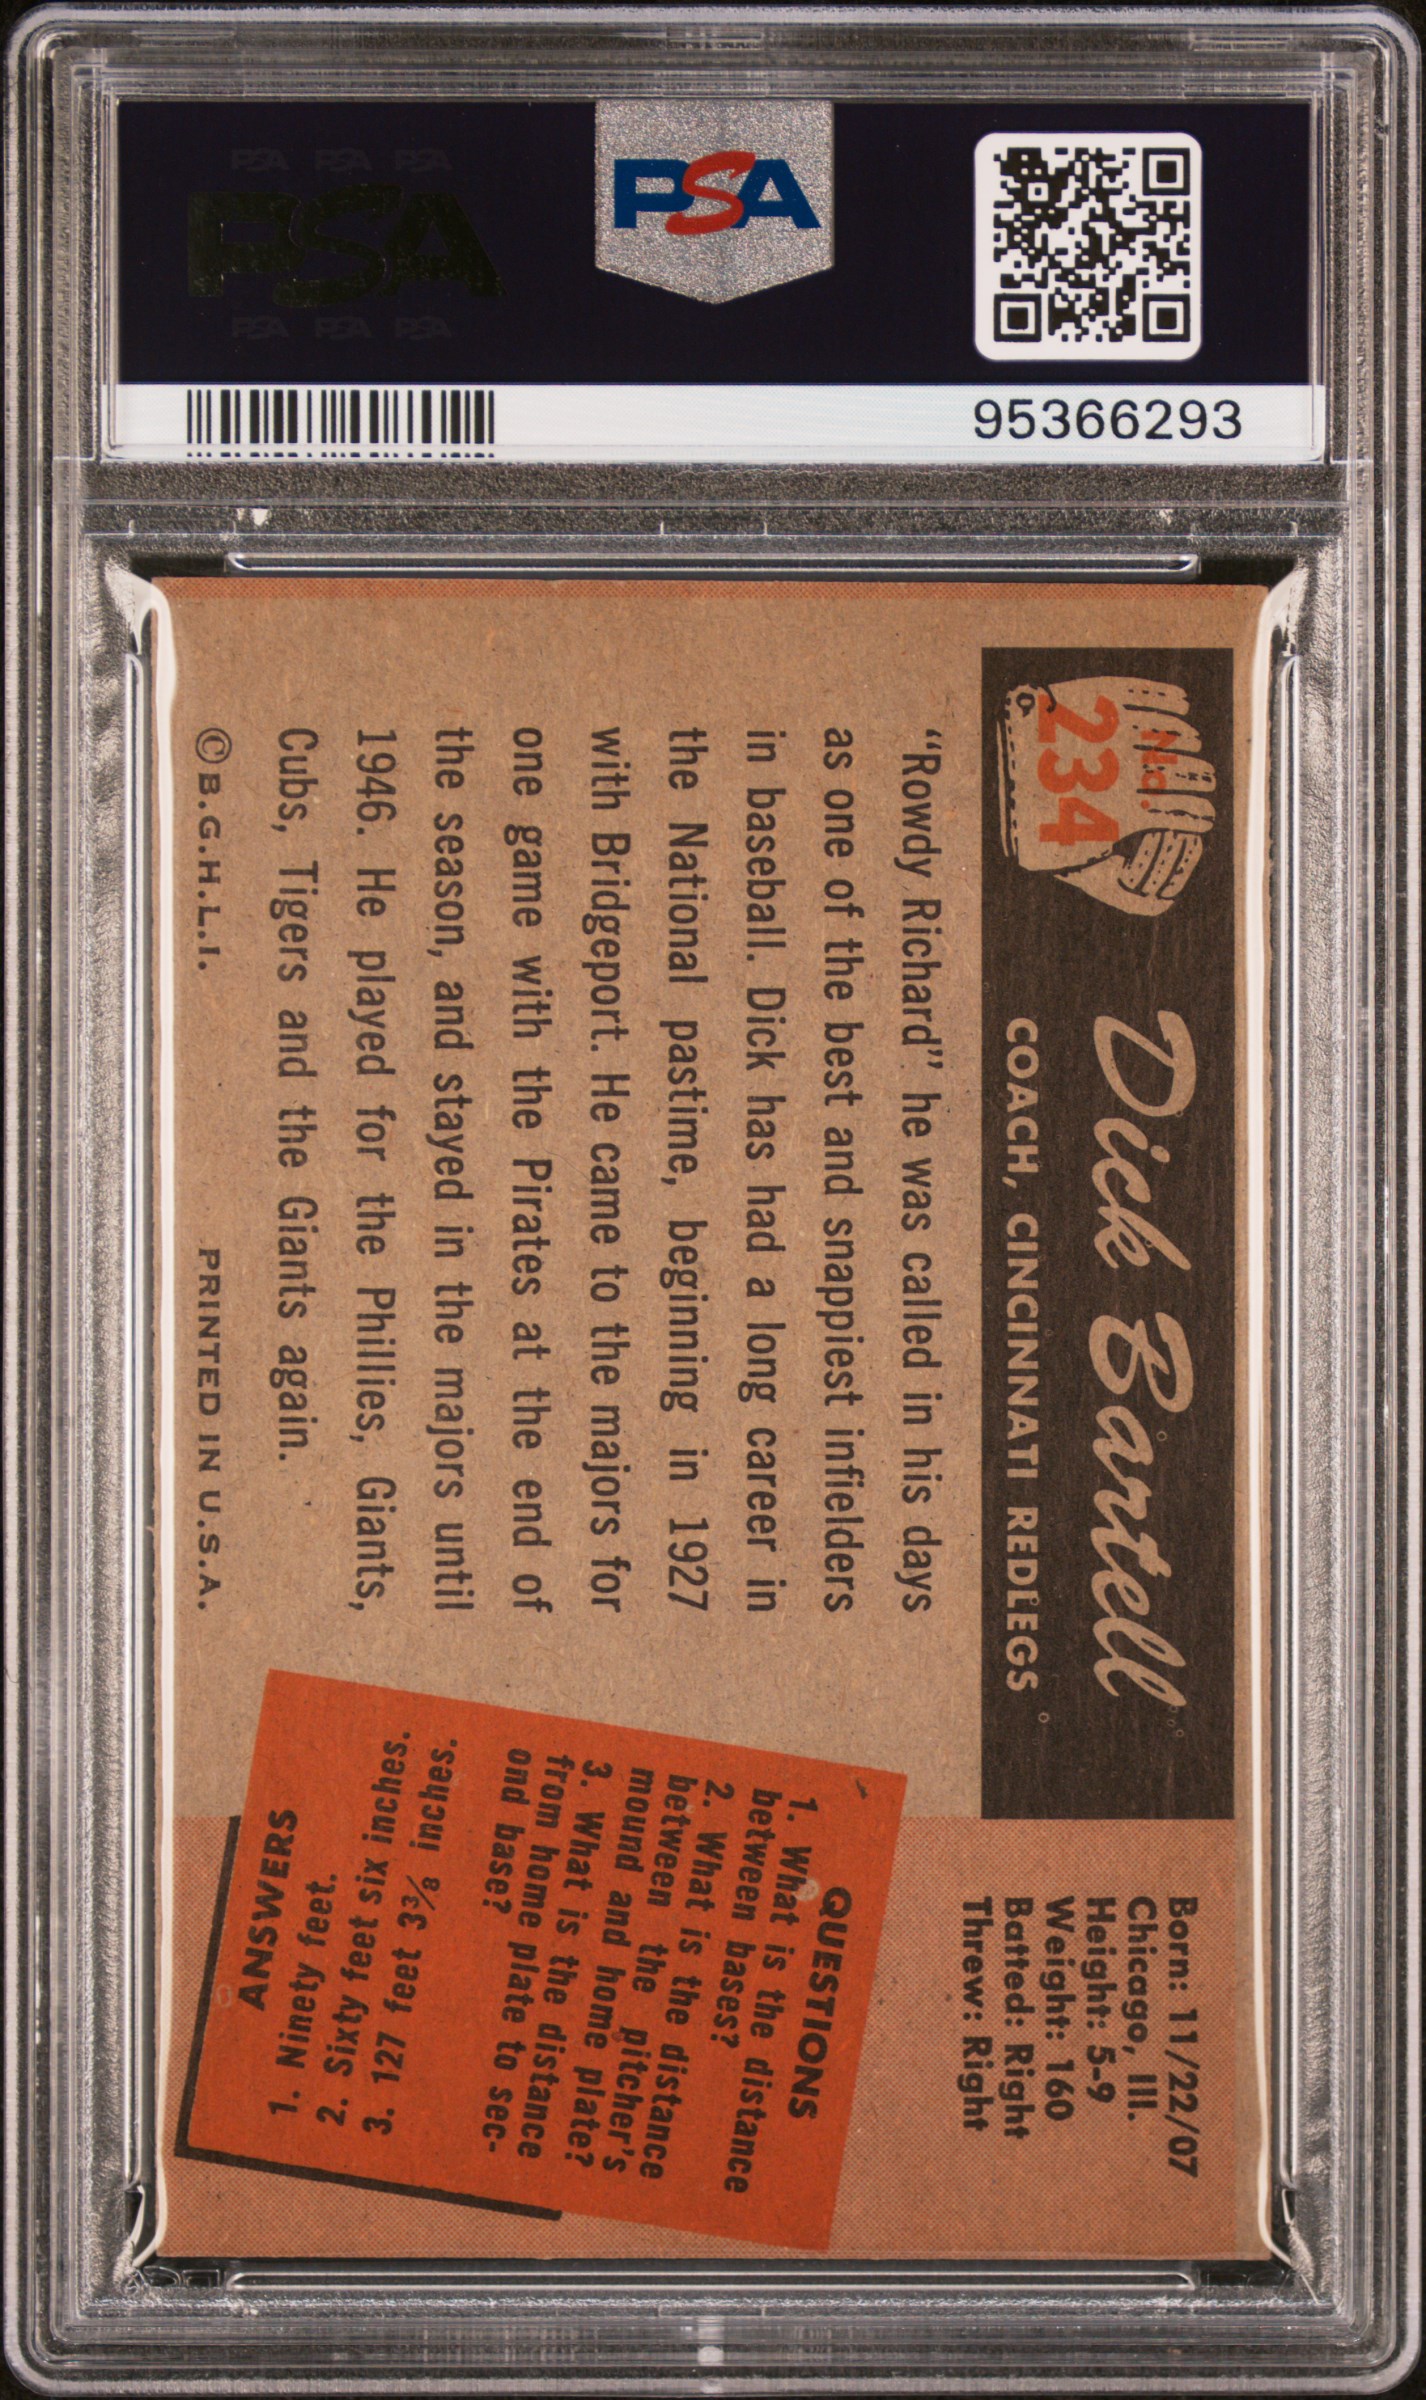 PSA PSA PSA
PSA
PSA PSA PSA
PSA
95366293
No.
234
Dick Bartell
COACH, CINCINNATI REDLEGS
Born: 11/22/07
Chicago, Ill.
Height: 5-9
Weight: 160
Batted: Right
Threw: Right
“Rowdy Richard” he was called in his days
as one of the best and snappiest infielders
in baseball. Dick has had a long career in
the National pastime, beginning in 1927
with Bridgeport. He came to the majors for
one game with the Pirates at the end of
the season, and stayed in the majors until
1946. He played for the Phillies, Giants,
Cubs, Tigers and the Giants again.
© B.G.H.L.I.
PRINTED IN U.S.A.
QUESTIONS
1. What is the distance
between bases?
2. What is the distance
between the pitcher's
mound and home plate?
3. What is the distance
from home plate to sec-
ond base?
ANSWERS
1. Ninety feet.
2. Sixty feet six inches.
3. 127 feet 3⅜ inches.